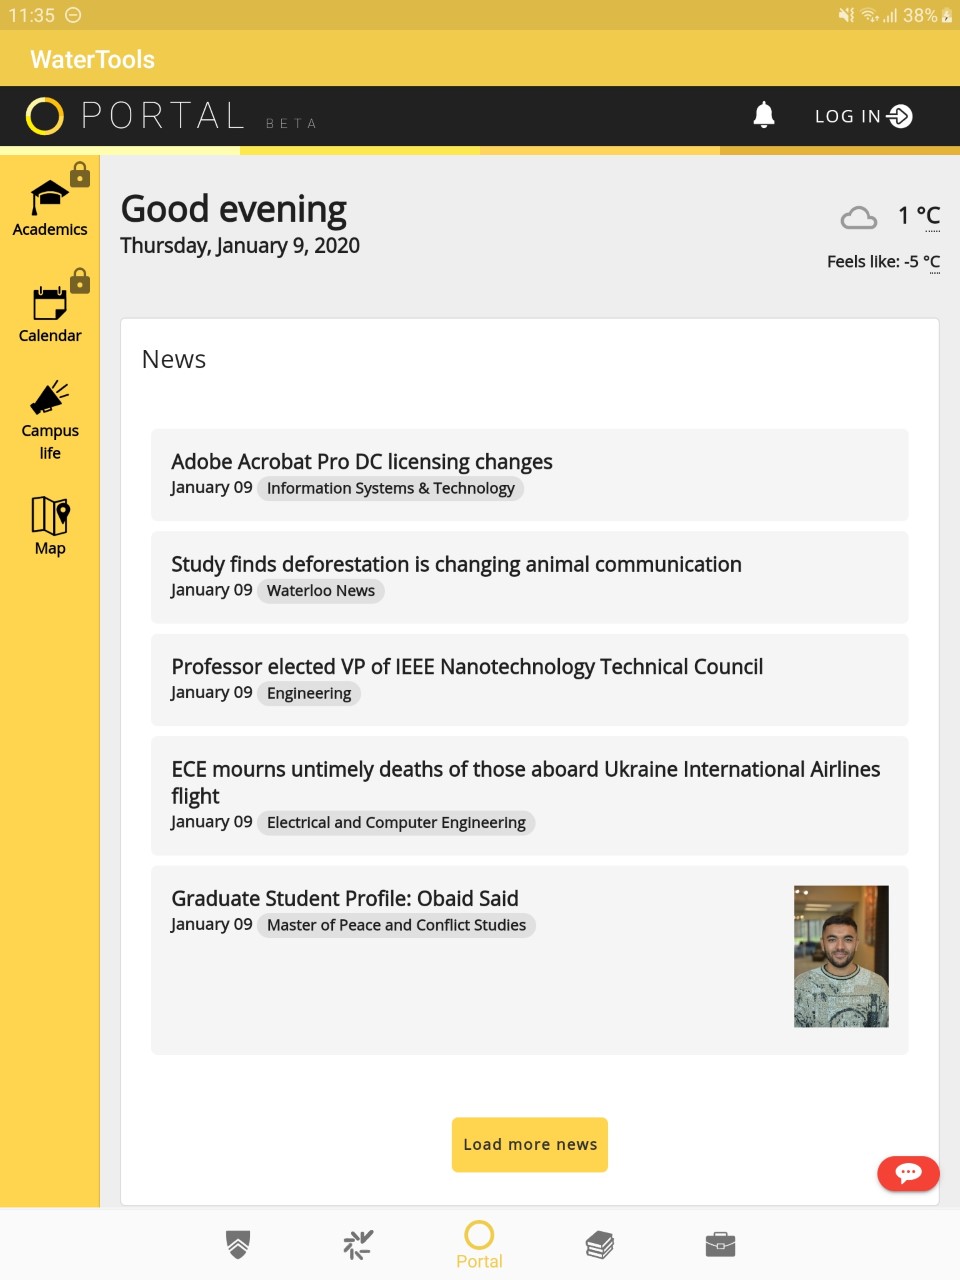 11:35 38%
WaterTools
PORTAL BETA LOG IN
Academics
Calendar
Campus
life
Map
Good evening
Thursday, January 9, 2020
1 °C
Feels like: -5 °C
News
Adobe Acrobat Pro DC licensing changes
January 09 Information Systems & Technology
Study finds deforestation is changing animal communication
January 09 Waterloo News
Professor elected VP of IEEE Nanotechnology Technical Council
January 09 Engineering
ECE mourns untimely deaths of those aboard Ukraine International Airlines
flight
January 09 Electrical and Computer Engineering
Graduate Student Profile: Obaid Said
January 09 Master of Peace and Conflict Studies
Load more news
Portal